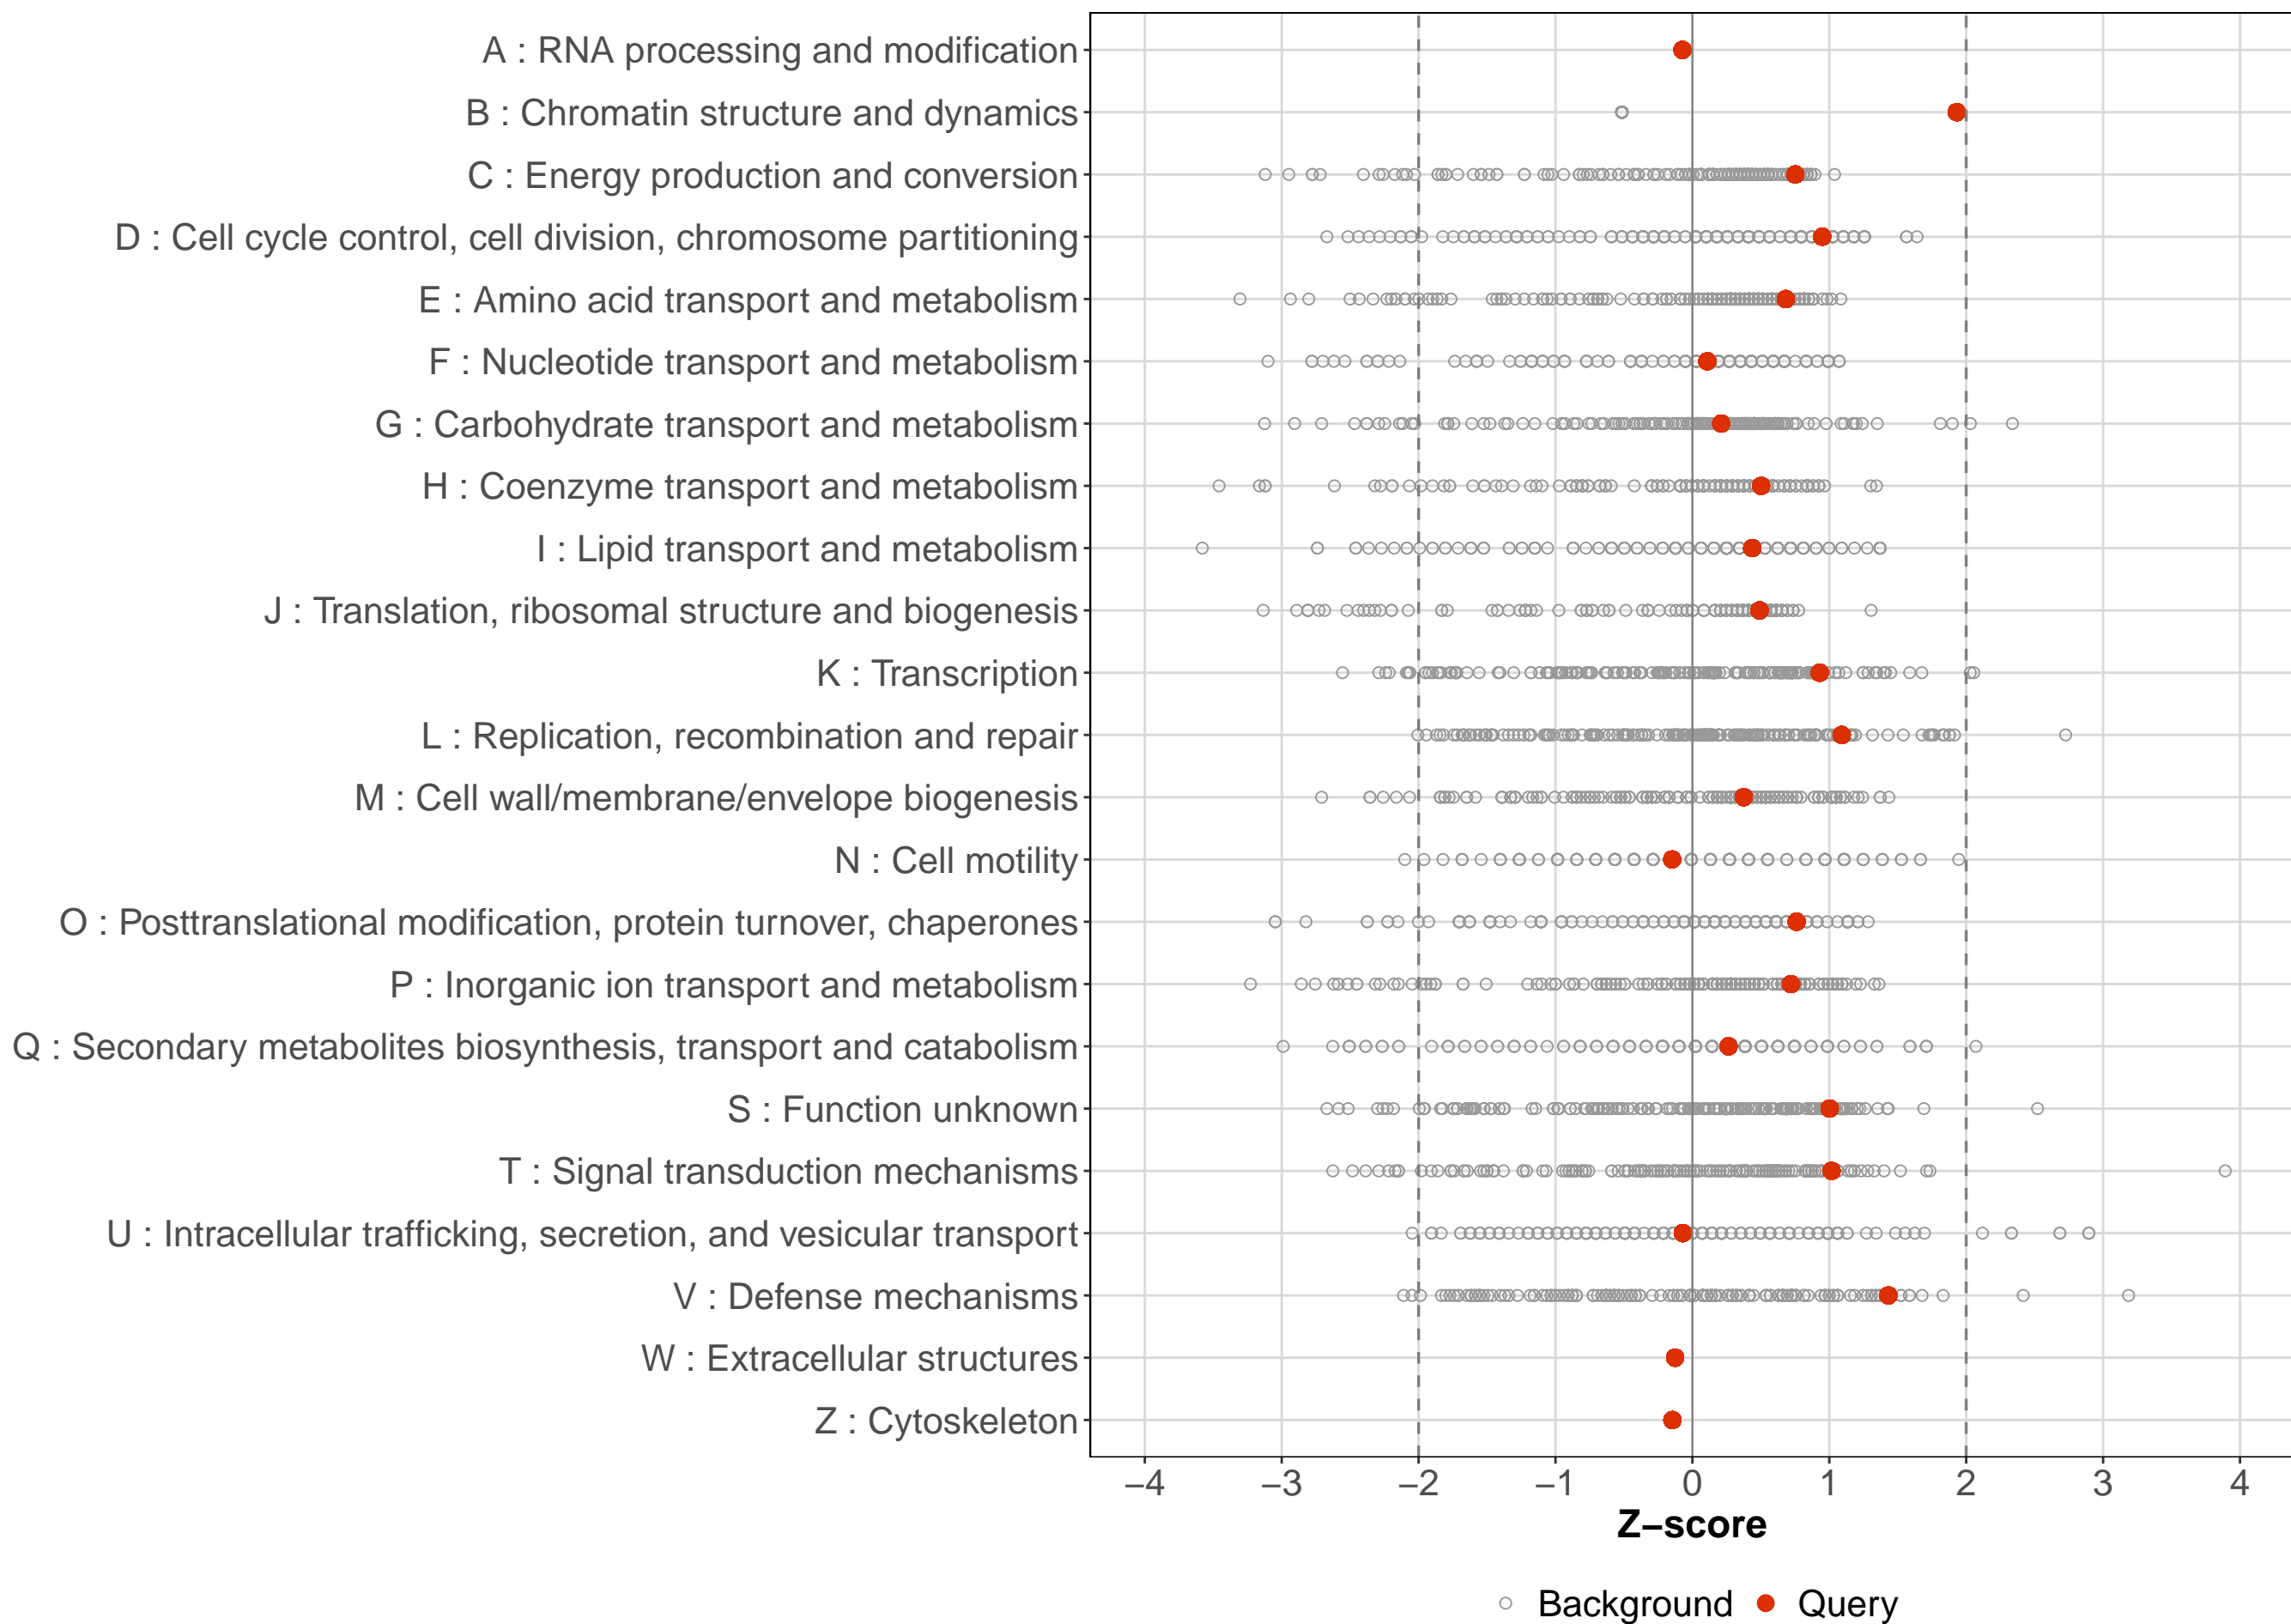 A : RNA processing and modification
B : Chromatin structure and dynamics
C : Energy production and conversion
D : Cell cycle control, cell division, chromosome partitioning
E : Amino acid transport and metabolism
F : Nucleotide transport and metabolism
G : Carbohydrate transport and metabolism
H : Coenzyme transport and metabolism
I : Lipid transport and metabolism
J : Translation, ribosomal structure and biogenesis
K : Transcription
L : Replication, recombination and repair
M : Cell wall/membrane/envelope biogenesis
N : Cell motility
O : Posttranslational modification, protein turnover, chaperones
P : Inorganic ion transport and metabolism
Q : Secondary metabolites biosynthesis, transport and catabolism
S : Function unknown
T : Signal transduction mechanisms
U : Intracellular trafficking, secretion, and vesicular transport
V : Defense mechanisms
W : Extracellular structures
Z : Cytoskeleton
−4 −3 −2 −1 0 1 2 3 4
Z−score
Background Query